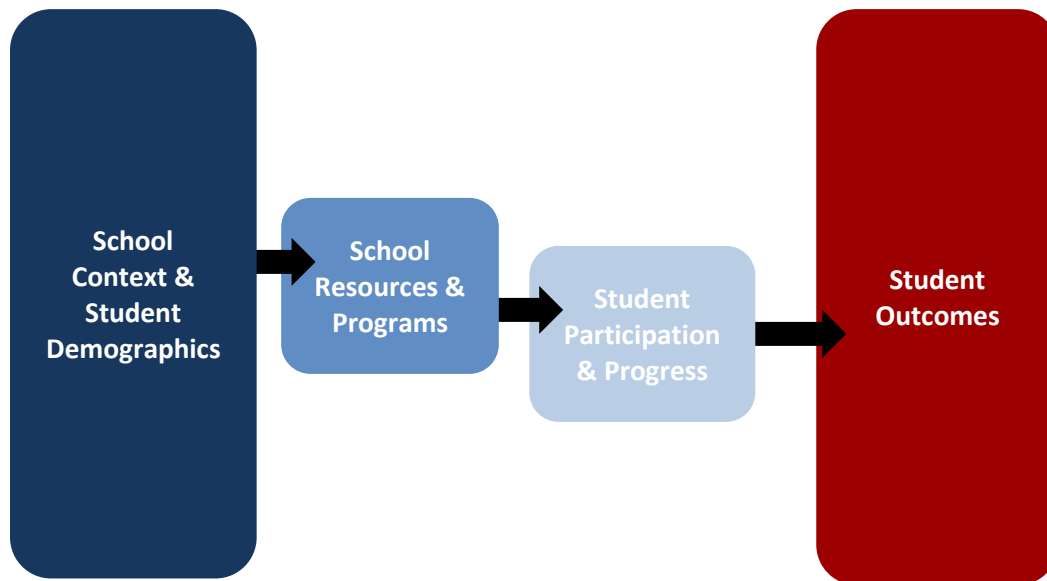 School
Context &
Student
Demographics
School
Resources &
Programs
Student
Participation
& Progress
Student
Outcomes